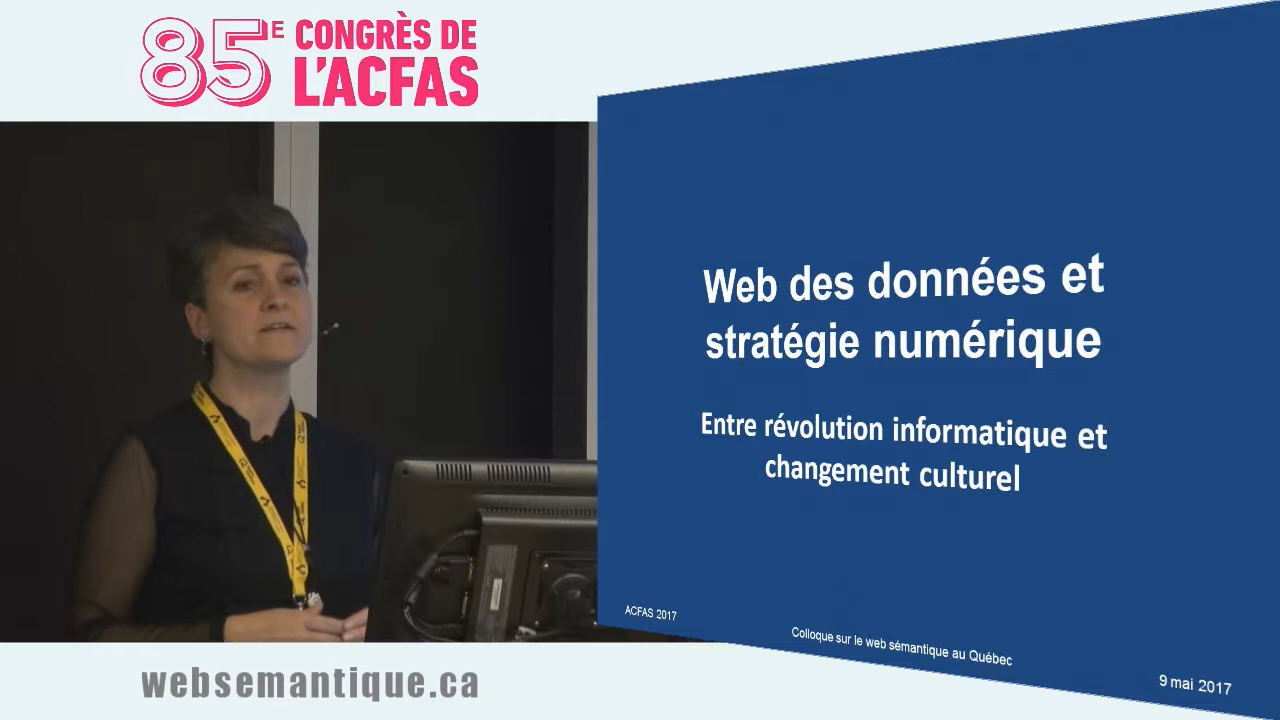 85E CONGRÈS DE
L'ACFAS
Web des données et
stratégie numérique
Entre révolution informatique et
changement culturel
ACFAS 2017
Colloque sur le web sémantique au Québec
9 mai 2017
websemantique.ca